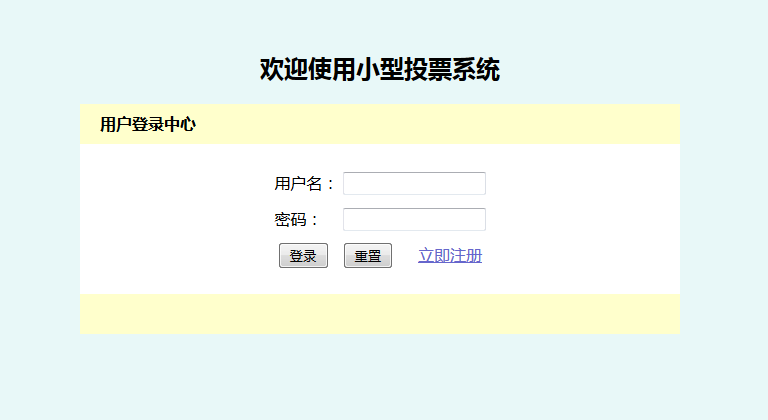 欢迎使用小型投票系统
用户登录中心
用户名：
密码：
登录 重置 立即注册